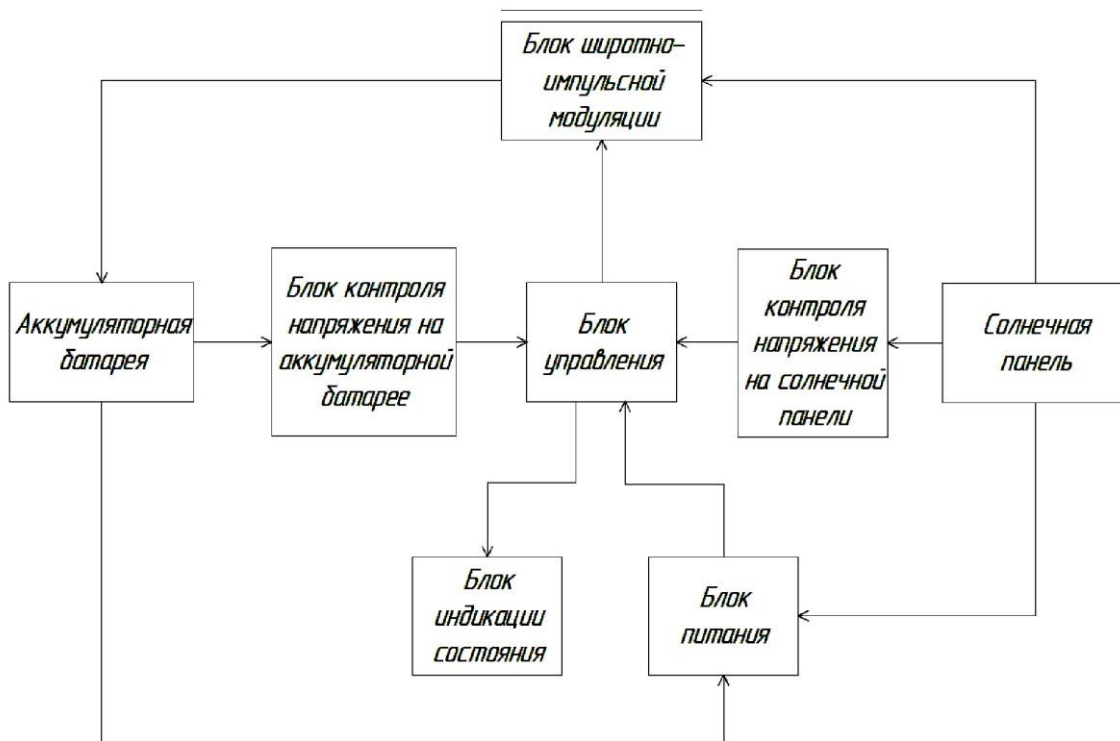 Блок широтно-
импульсной
модуляции
Аккумуляторная
батарея
Блок контроля
напряжения на
аккумуляторной
батарее
Блок
управления
Блок
контроля
напряжения
на солнечной
панели
Солнечная
панель
Блок
индикации
состояния
Блок
питания